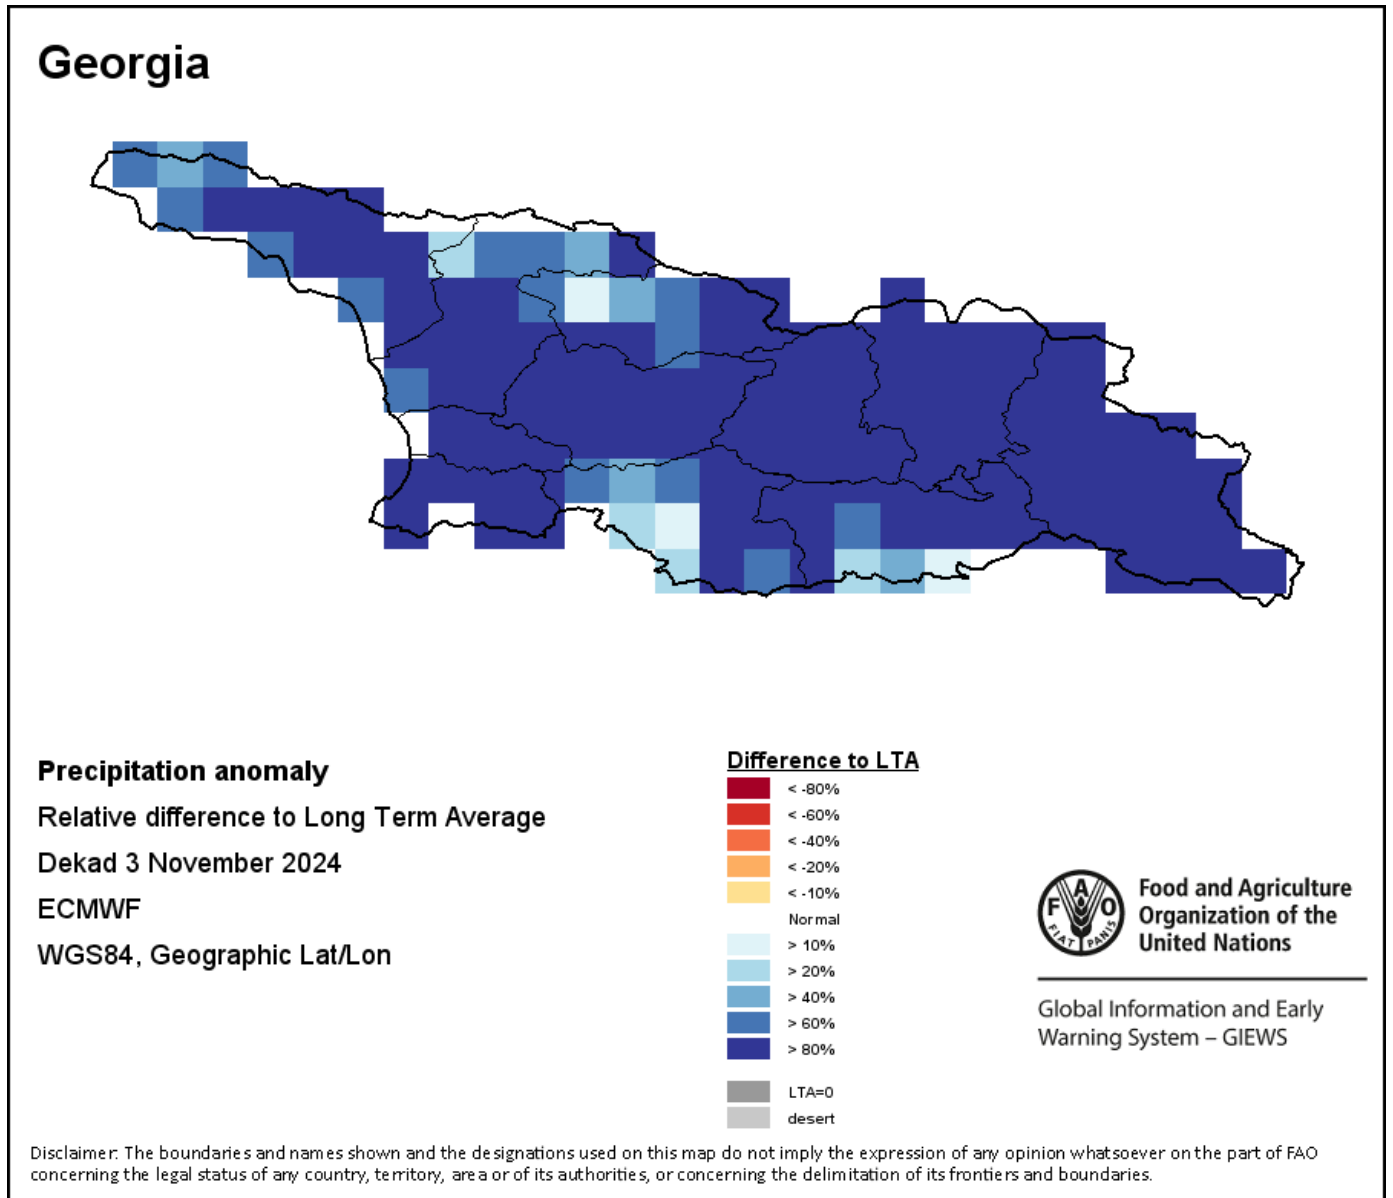 Georgia
Precipitation anomaly
Relative difference to Long Term Average
Dekad 3 November 2024
ECMWF
WGS84, Geographic Lat/Lon
Difference to LTA
< -80%
< -60%
< -40%
< -20%
< -10%
Normal
> 10%
> 20%
> 40%
> 60%
> 80%
LTA=0
desert
F A O
FIAT PANIS
Food and Agriculture
Organization of the
United Nations
Global Information and Early
Warning System – GIEWS
Disclaimer: The boundaries and names shown and the designations used on this map do not imply the expression of any opinion whatsoever on the part of FAO
concerning the legal status of any country, territory, area or of its authorities, or concerning the delimitation of its frontiers and boundaries.